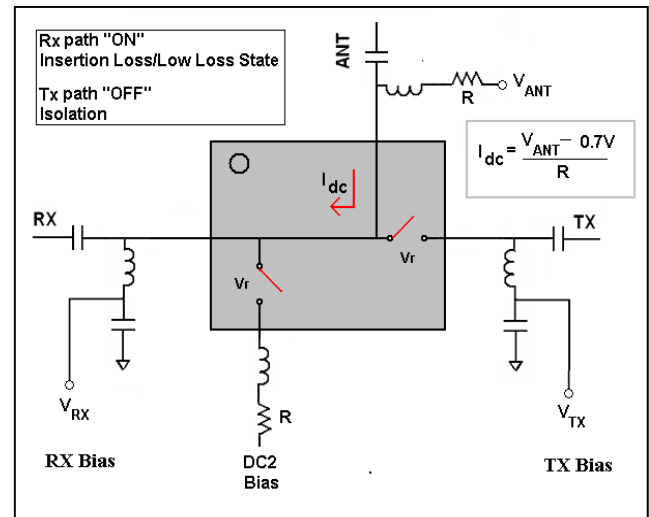 Rx path "ON"
Insertion Loss/Low Loss State
Tx path "OFF"
Isolation
ANT
R
V_ANT
I_dc = (V_ANT - 0.7V) / R
I_dc
RX
TX
Vr
Vr
R
V_RX
V_TX
RX Bias
DC2
Bias
TX Bias